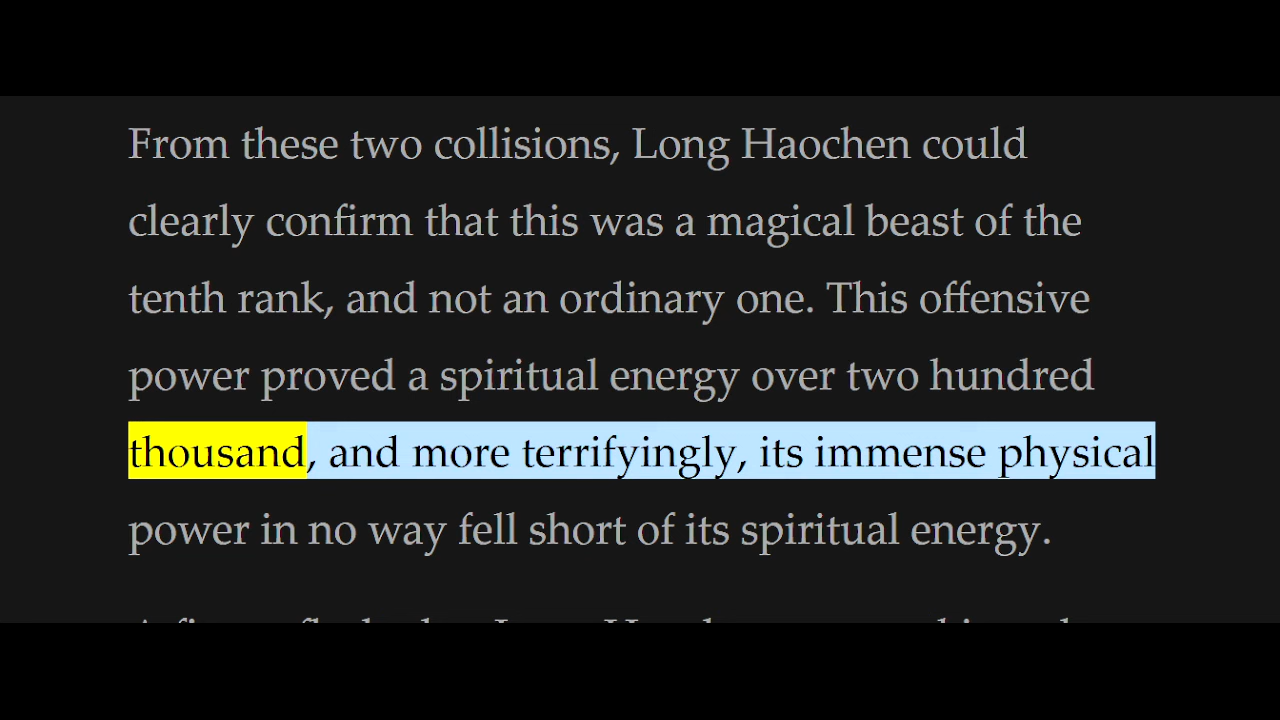 From these two collisions, Long Haochen could
clearly confirm that this was a magical beast of the
tenth rank, and not an ordinary one. This offensive
power proved a spiritual energy over two hundred
thousand, and more terrifyingly, its immense physical
power in no way fell short of its spiritual energy.